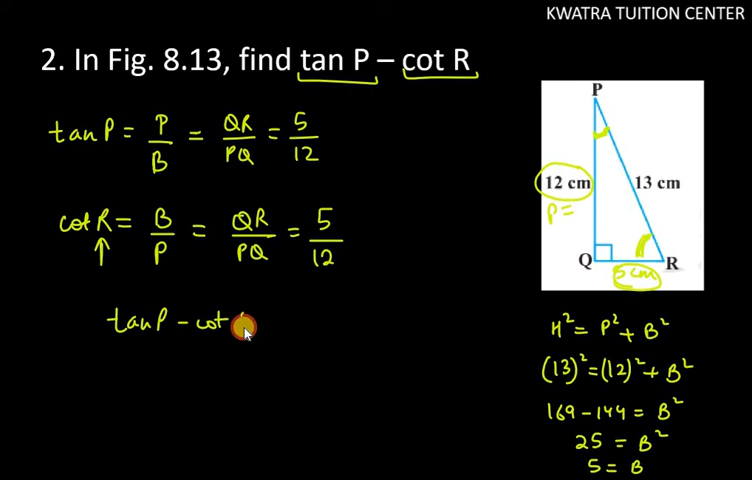 KWATRA TUITION CENTER
2. In Fig. 8.13, find tan P – cot R
tan P = P/B = QR/PQ = 5/12
cot R = B/P = QR/PQ = 5/12
tan P - cot
P
12 cm
13 cm
P =
Q
5 cm
R
H² = P² + B²
(13)² = (12)² + B²
169 - 144 = B²
25 = B²
5 = B